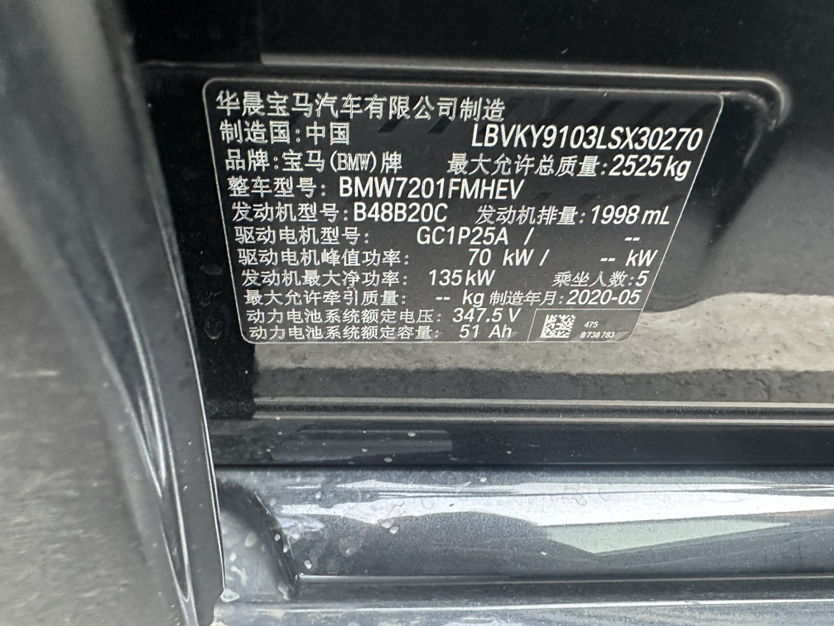 华晨宝马汽车有限公司制造
制造国:中国 LBVKY9103LSX30270
品牌:宝马(BMW)牌 最大允许总质量:2525kg
整车型号: BMW7201FMHEV
发动机型号:B48B20C 发动机排量:1998 mL
驱动电机型号: GC1P25A / --
驱动电机峰值功率: 70 kW / -- kW
发动机最大净功率: 135kW 乘坐人数:5
最大允许牵引质量: -- kg 制造年月:2020-05
动力电池系统额定电压: 347.5 V
动力电池系统额定容量: 51 Ah
475
8738783